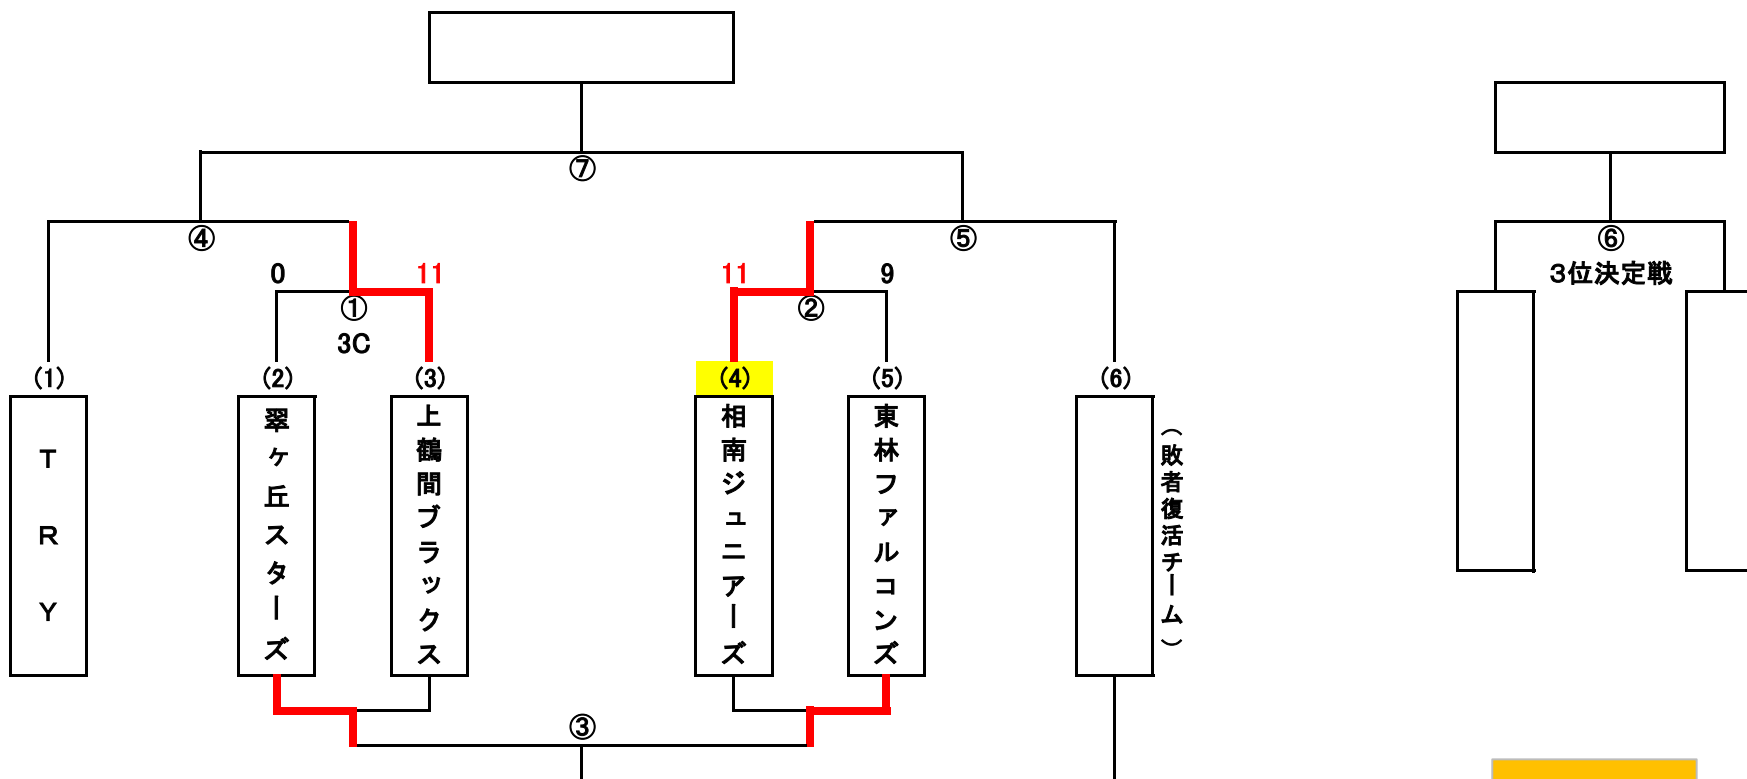 ⑦
④
⑤
⑥
0
11
11
9
3位決定戦
①
②
3C
(1)
(2)
(3)
(4)
(5)
(6)
TRY
翠ヶ丘スターズ
上鶴間ブラックス
相南ジュニアーズ
東林ファルコンズ
(敗者復活チーム)
③